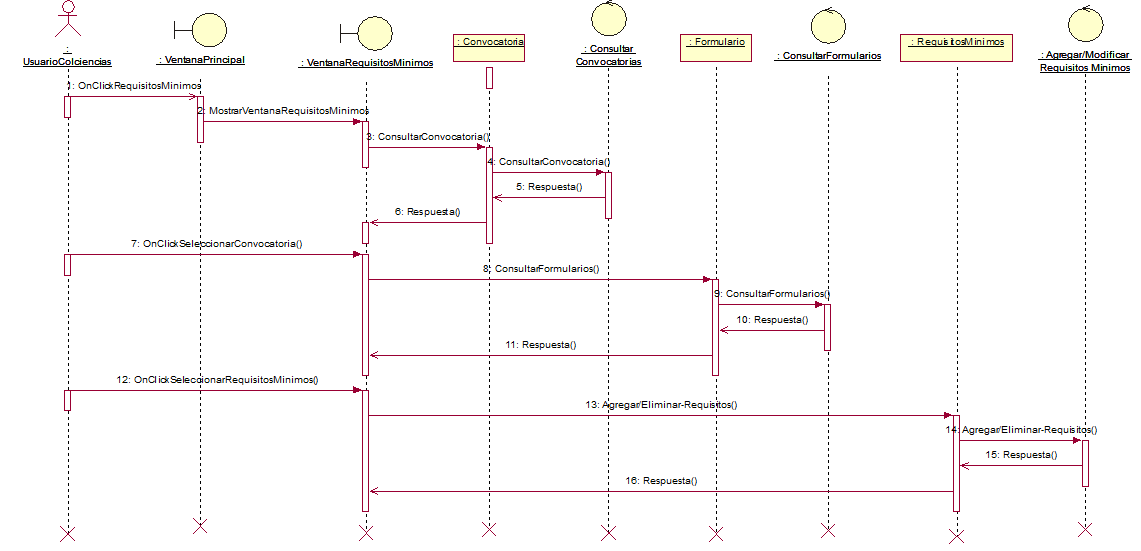 :
UsuarioColciencias
: VentanaPrincipal
: VentanaRequisitosMinimos
: Convocatoria
: Consultar
Convocatorias
: Formulario
: ConsultarFormularios
: RequisitosMinimos
: Agregar/Modificar
Requisitos Minimos
1: OnClickRequisitosMinimos
2: MostrarVentanaRequisitosMinimos
3: ConsultarConvocatoria()
4: ConsultarConvocatoria()
5: Respuesta()
6: Respuesta()
7: OnClickSeleccionarConvocatoria()
8: ConsultarFormularios()
9: ConsultarFormularios()
10: Respuesta()
11: Respuesta()
12: OnClickSeleccionarRequisitosMinimos()
13: Agregar/Eliminar-Requisitos()
14: Agregar/Eliminar-Requisitos()
15: Respuesta()
16: Respuesta()